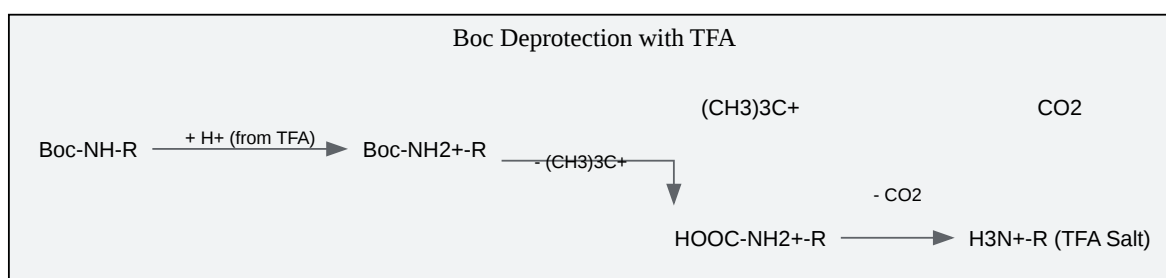 Boc Deprotection with TFA
(CH3)3C+
CO2
Boc-NH-R
+ H+ (from TFA)
Boc-NH2+-R
- (CH3)3C+
- CO2
HOOC-NH2+-R
H3N+-R (TFA Salt)